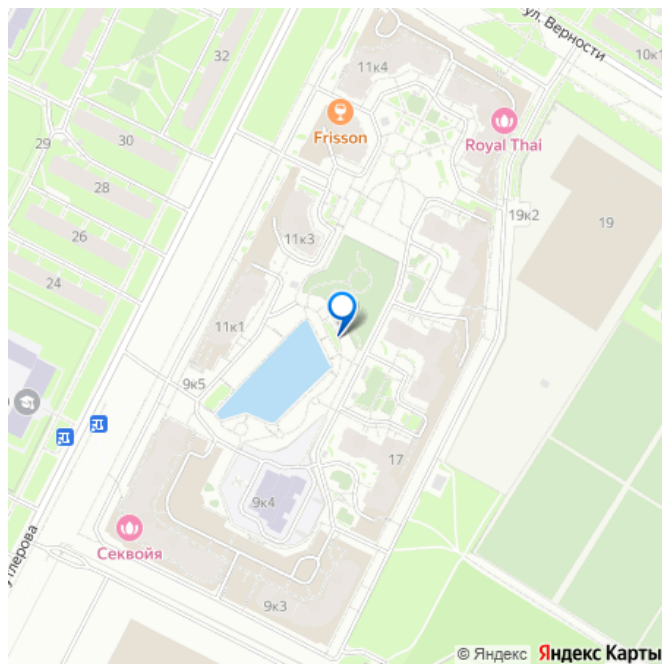 ул. Верности
10к1
32
11к4
Frisson
Royal Thai
30
29
28
19к2
19
26
11к3
24
11к1
9к5
17
9к4
Секвойя
9к3
© Яндекс Яндекс Карты